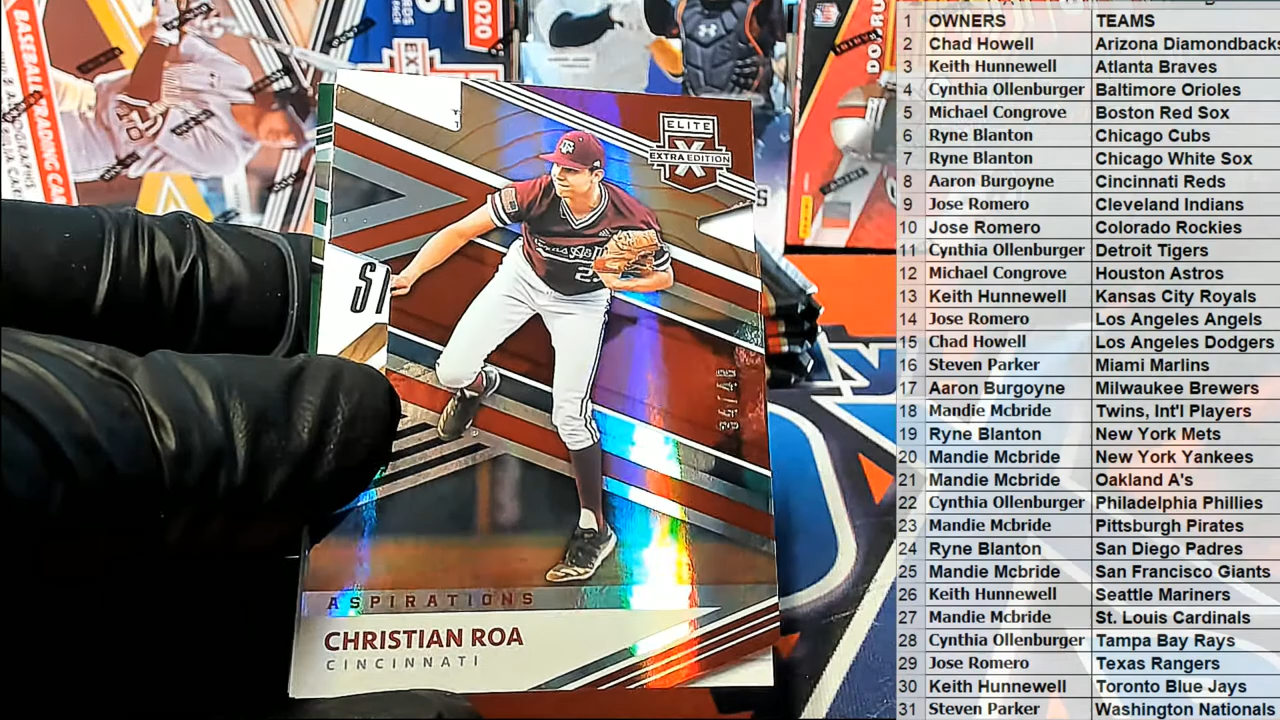 BASEBALL TRADING CARDS
2020
ELITE
EXTRA EDITION
X
ASPIRATIONS
CHRISTIAN ROA
CINCINNATI
1 OWNERS TEAMS
2 Chad Howell Arizona Diamondbacks
3 Keith Hunnewell Atlanta Braves
4 Cynthia Ollenburger Baltimore Orioles
5 Michael Congrove Boston Red Sox
6 Ryne Blanton Chicago Cubs
7 Ryne Blanton Chicago White Sox
8 Aaron Burgoyne Cincinnati Reds
9 Jose Romero Cleveland Indians
10 Jose Romero Colorado Rockies
11 Cynthia Ollenburger Detroit Tigers
12 Michael Congrove Houston Astros
13 Keith Hunnewell Kansas City Royals
14 Jose Romero Los Angeles Angels
15 Chad Howell Los Angeles Dodgers
16 Steven Parker Miami Marlins
17 Aaron Burgoyne Milwaukee Brewers
18 Mandie Mcbride Twins, Int'l Players
19 Ryne Blanton New York Mets
20 Mandie Mcbride New York Yankees
21 Mandie Mcbride Oakland A's
22 Cynthia Ollenburger Philadelphia Phillies
23 Mandie Mcbride Pittsburgh Pirates
24 Ryne Blanton San Diego Padres
25 Mandie Mcbride San Francisco Giants
26 Keith Hunnewell Seattle Mariners
27 Mandie Mcbride St. Louis Cardinals
28 Cynthia Ollenburger Tampa Bay Rays
29 Jose Romero Texas Rangers
30 Keith Hunnewell Toronto Blue Jays
31 Steven Parker Washington Nationals